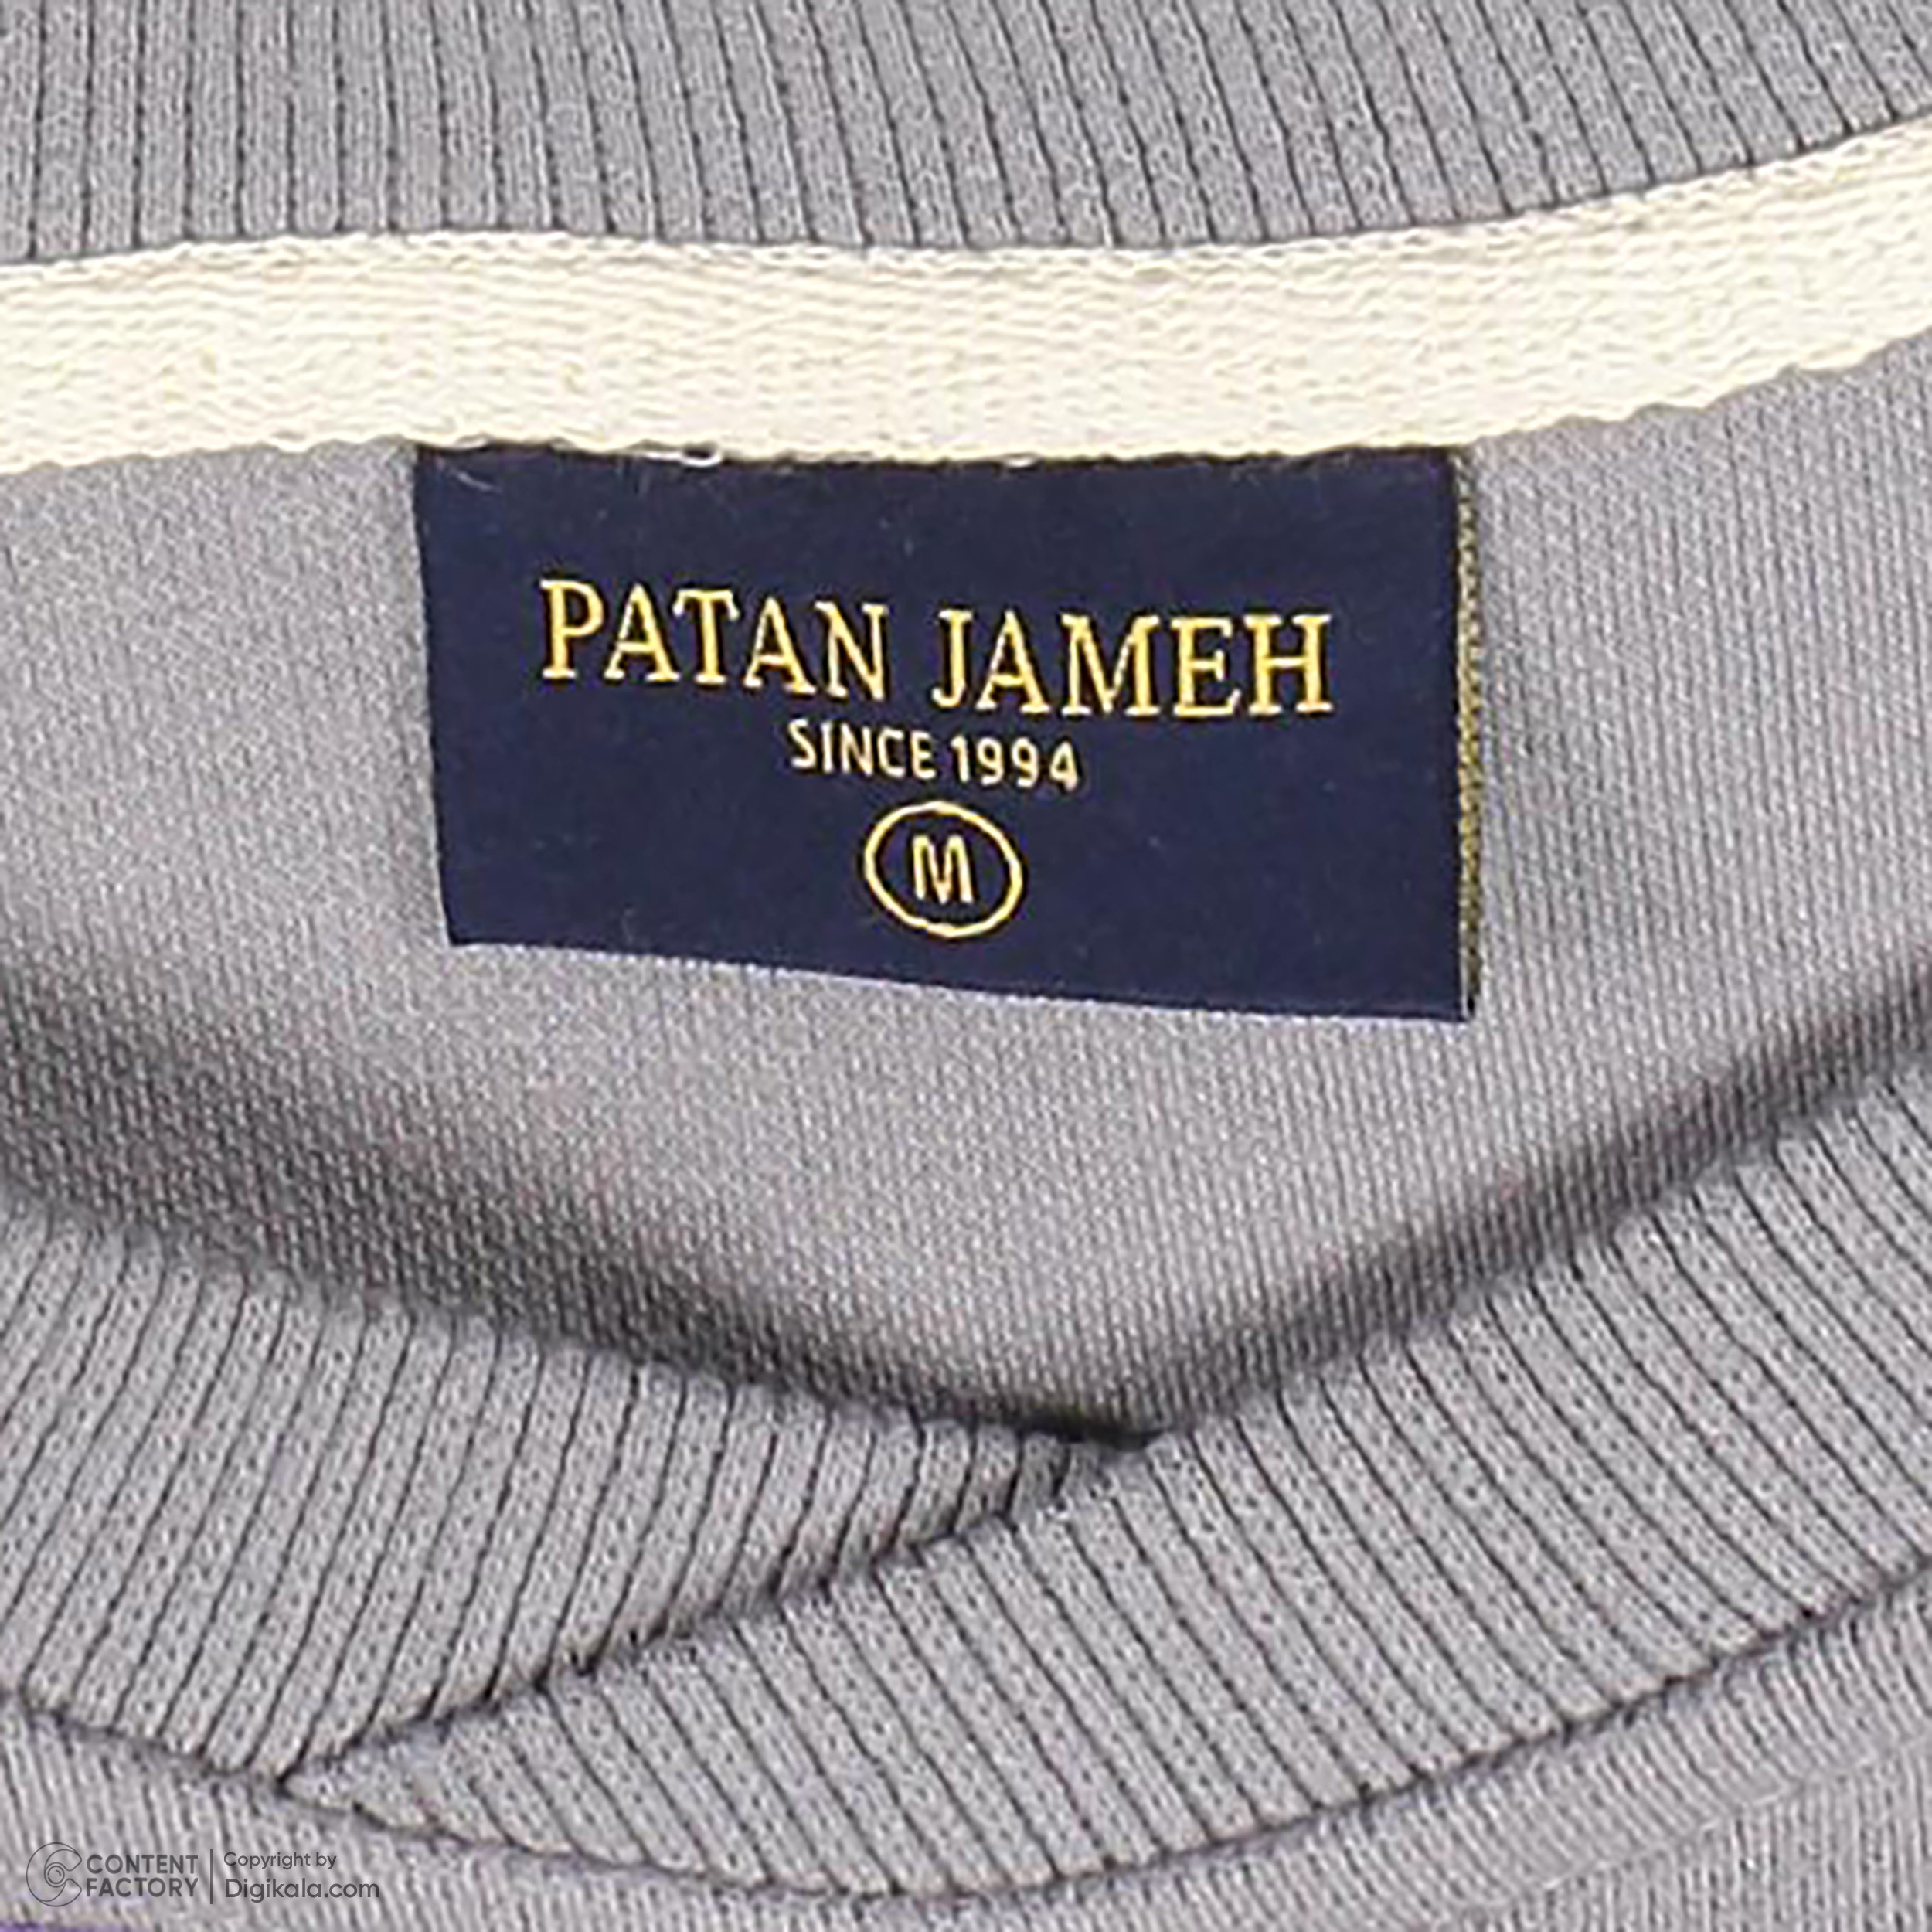 PATAN JAMEH
SINCE 1994
M
CONTENT FACTORY
Copyright by
Digikala.com